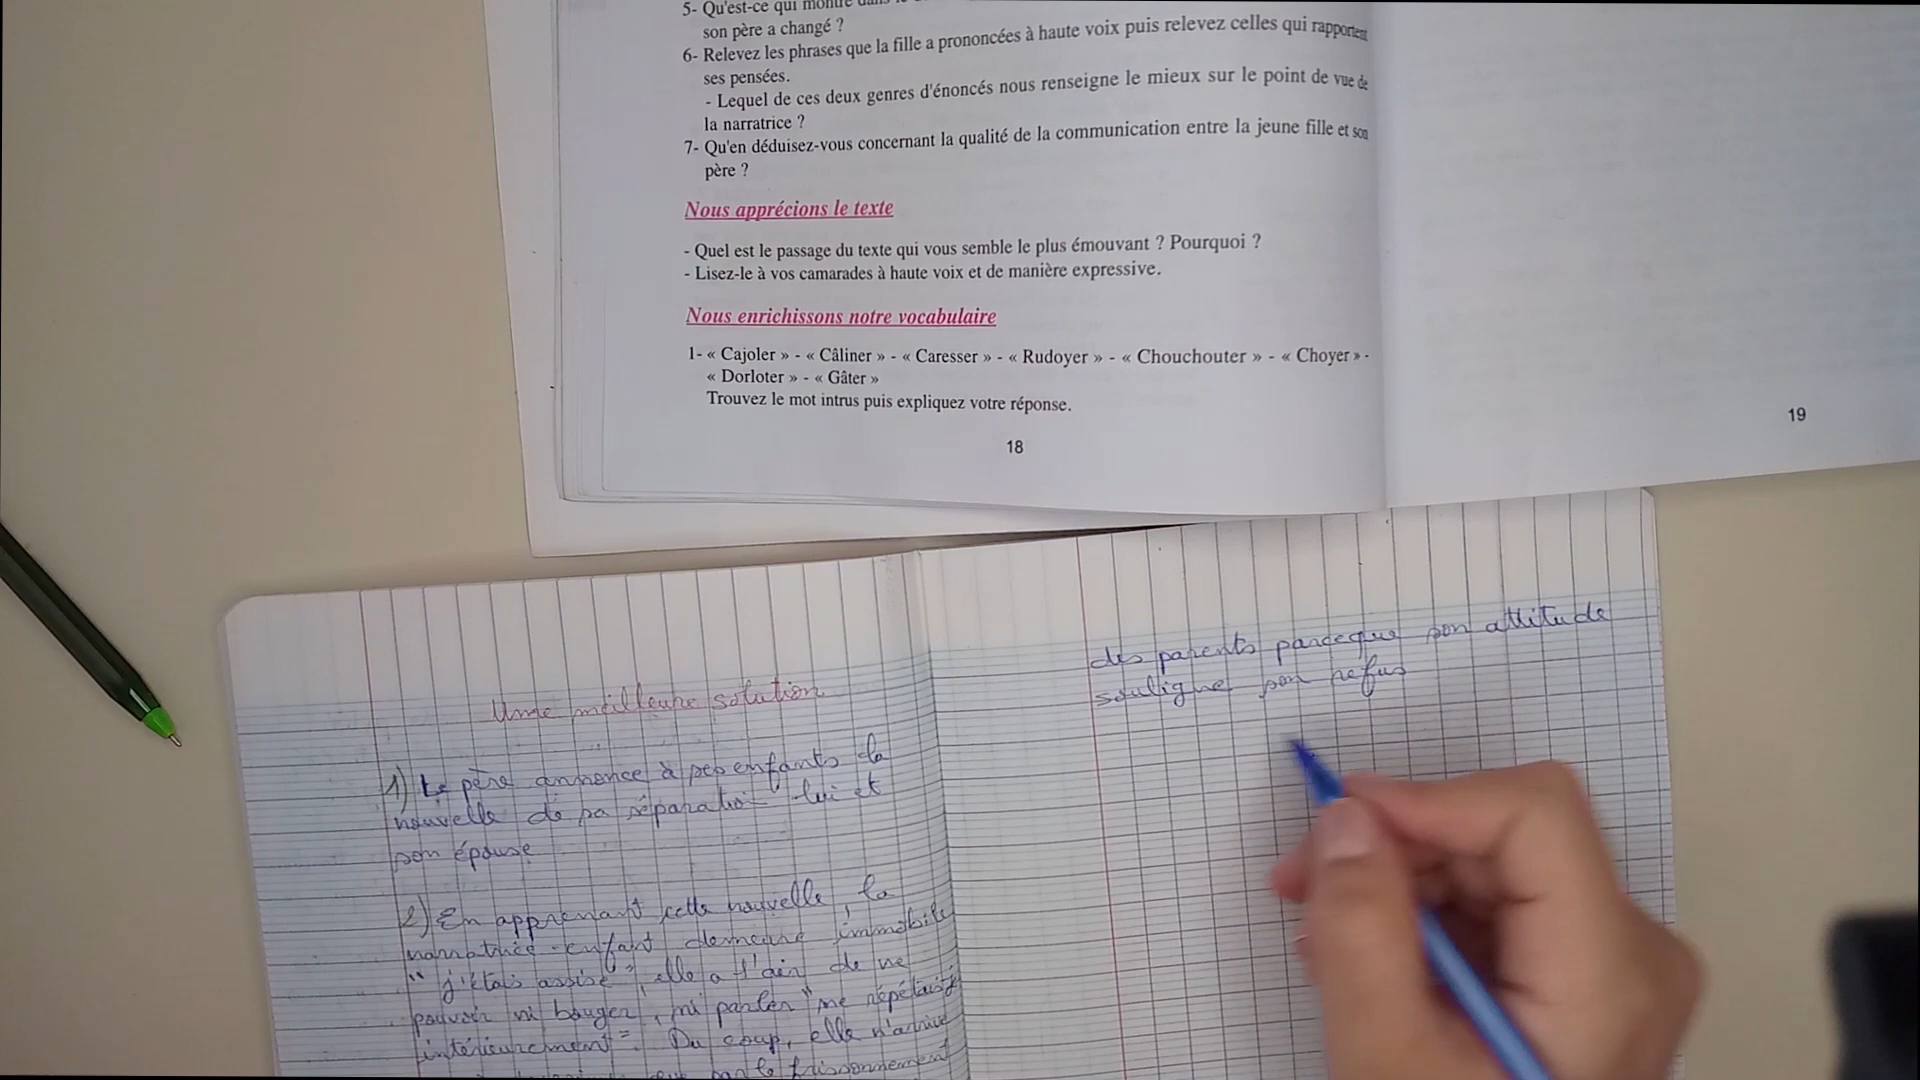 5- Qu'est-ce qui montre dans le
son père a changé ?
6- Relevez les phrases que la fille a prononcées à haute voix puis relevez celles qui rapportent
ses pensées.
- Lequel de ces deux genres d'énoncés nous renseigne le mieux sur le point de vue de
la narratrice ?
7- Qu'en déduisez-vous concernant la qualité de la communication entre la jeune fille et son
père ?
Nous apprécions le texte
- Quel est le passage du texte qui vous semble le plus émouvant ? Pourquoi ?
- Lisez-le à vos camarades à haute voix et de manière expressive.
Nous enrichissons notre vocabulaire
1- « Cajoler » - « Câliner » - « Caresser » - « Rudoyer » - « Chouchouter » - « Choyer » -
« Dorloter » - « Gâter »
Trouvez le mot intrus puis expliquez votre réponse.
18
19
Une meilleure solution
1) Le père annonce à ses enfants la
nouvelle de sa séparation lui et
son épouse
2) En apprenant cette nouvelle, la
narratrice-enfant demeure immobile
"j'étais assise", elle a l'air de ne
pouvoir ni bouger, ni parler "me répétais-je
intérieurement". Du coup, elle n'arrive
par le frissonnement
des parents parceque son attitude
souligne son refus